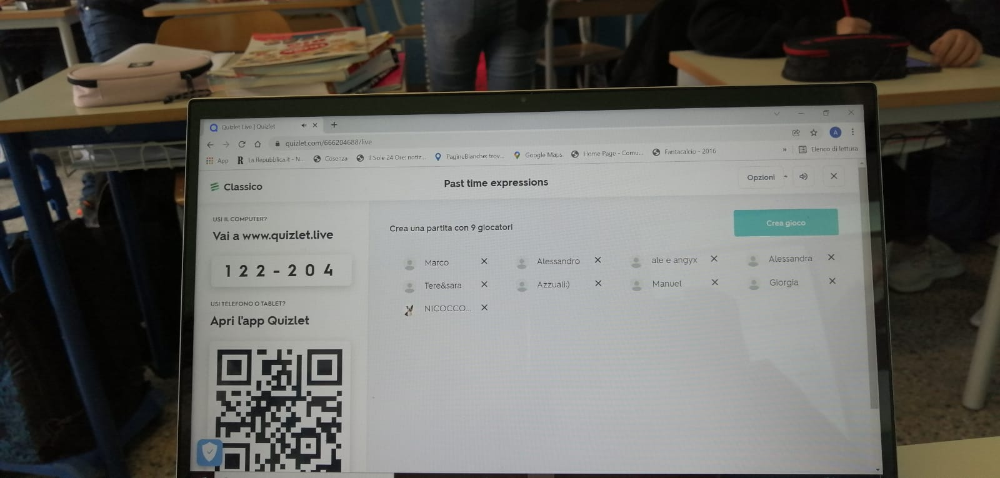 Quizlet Live | Quizlet
quizlet.com/666204688/live
App
La Repubblica.it - N...
Cosenza
Il Sole 24 Ore: notiz...
PagineBianche: trov...
Google Maps
Home Page - Comu...
Fantacalcio - 2016
»
Elenco di lettura
A
Classico
Past time expressions
Opzioni
USI IL COMPUTER?
Vai a www.quizlet.live
122-204
USI TELEFONO O TABLET?
Apri l'app Quizlet
Crea una partita con 9 giocatori
Crea gioco
Marco
Alessandro
ale e angyx
Alessandra
Tere&sara
Azzuali:)
Manuel
Giorgia
NICOCCO...